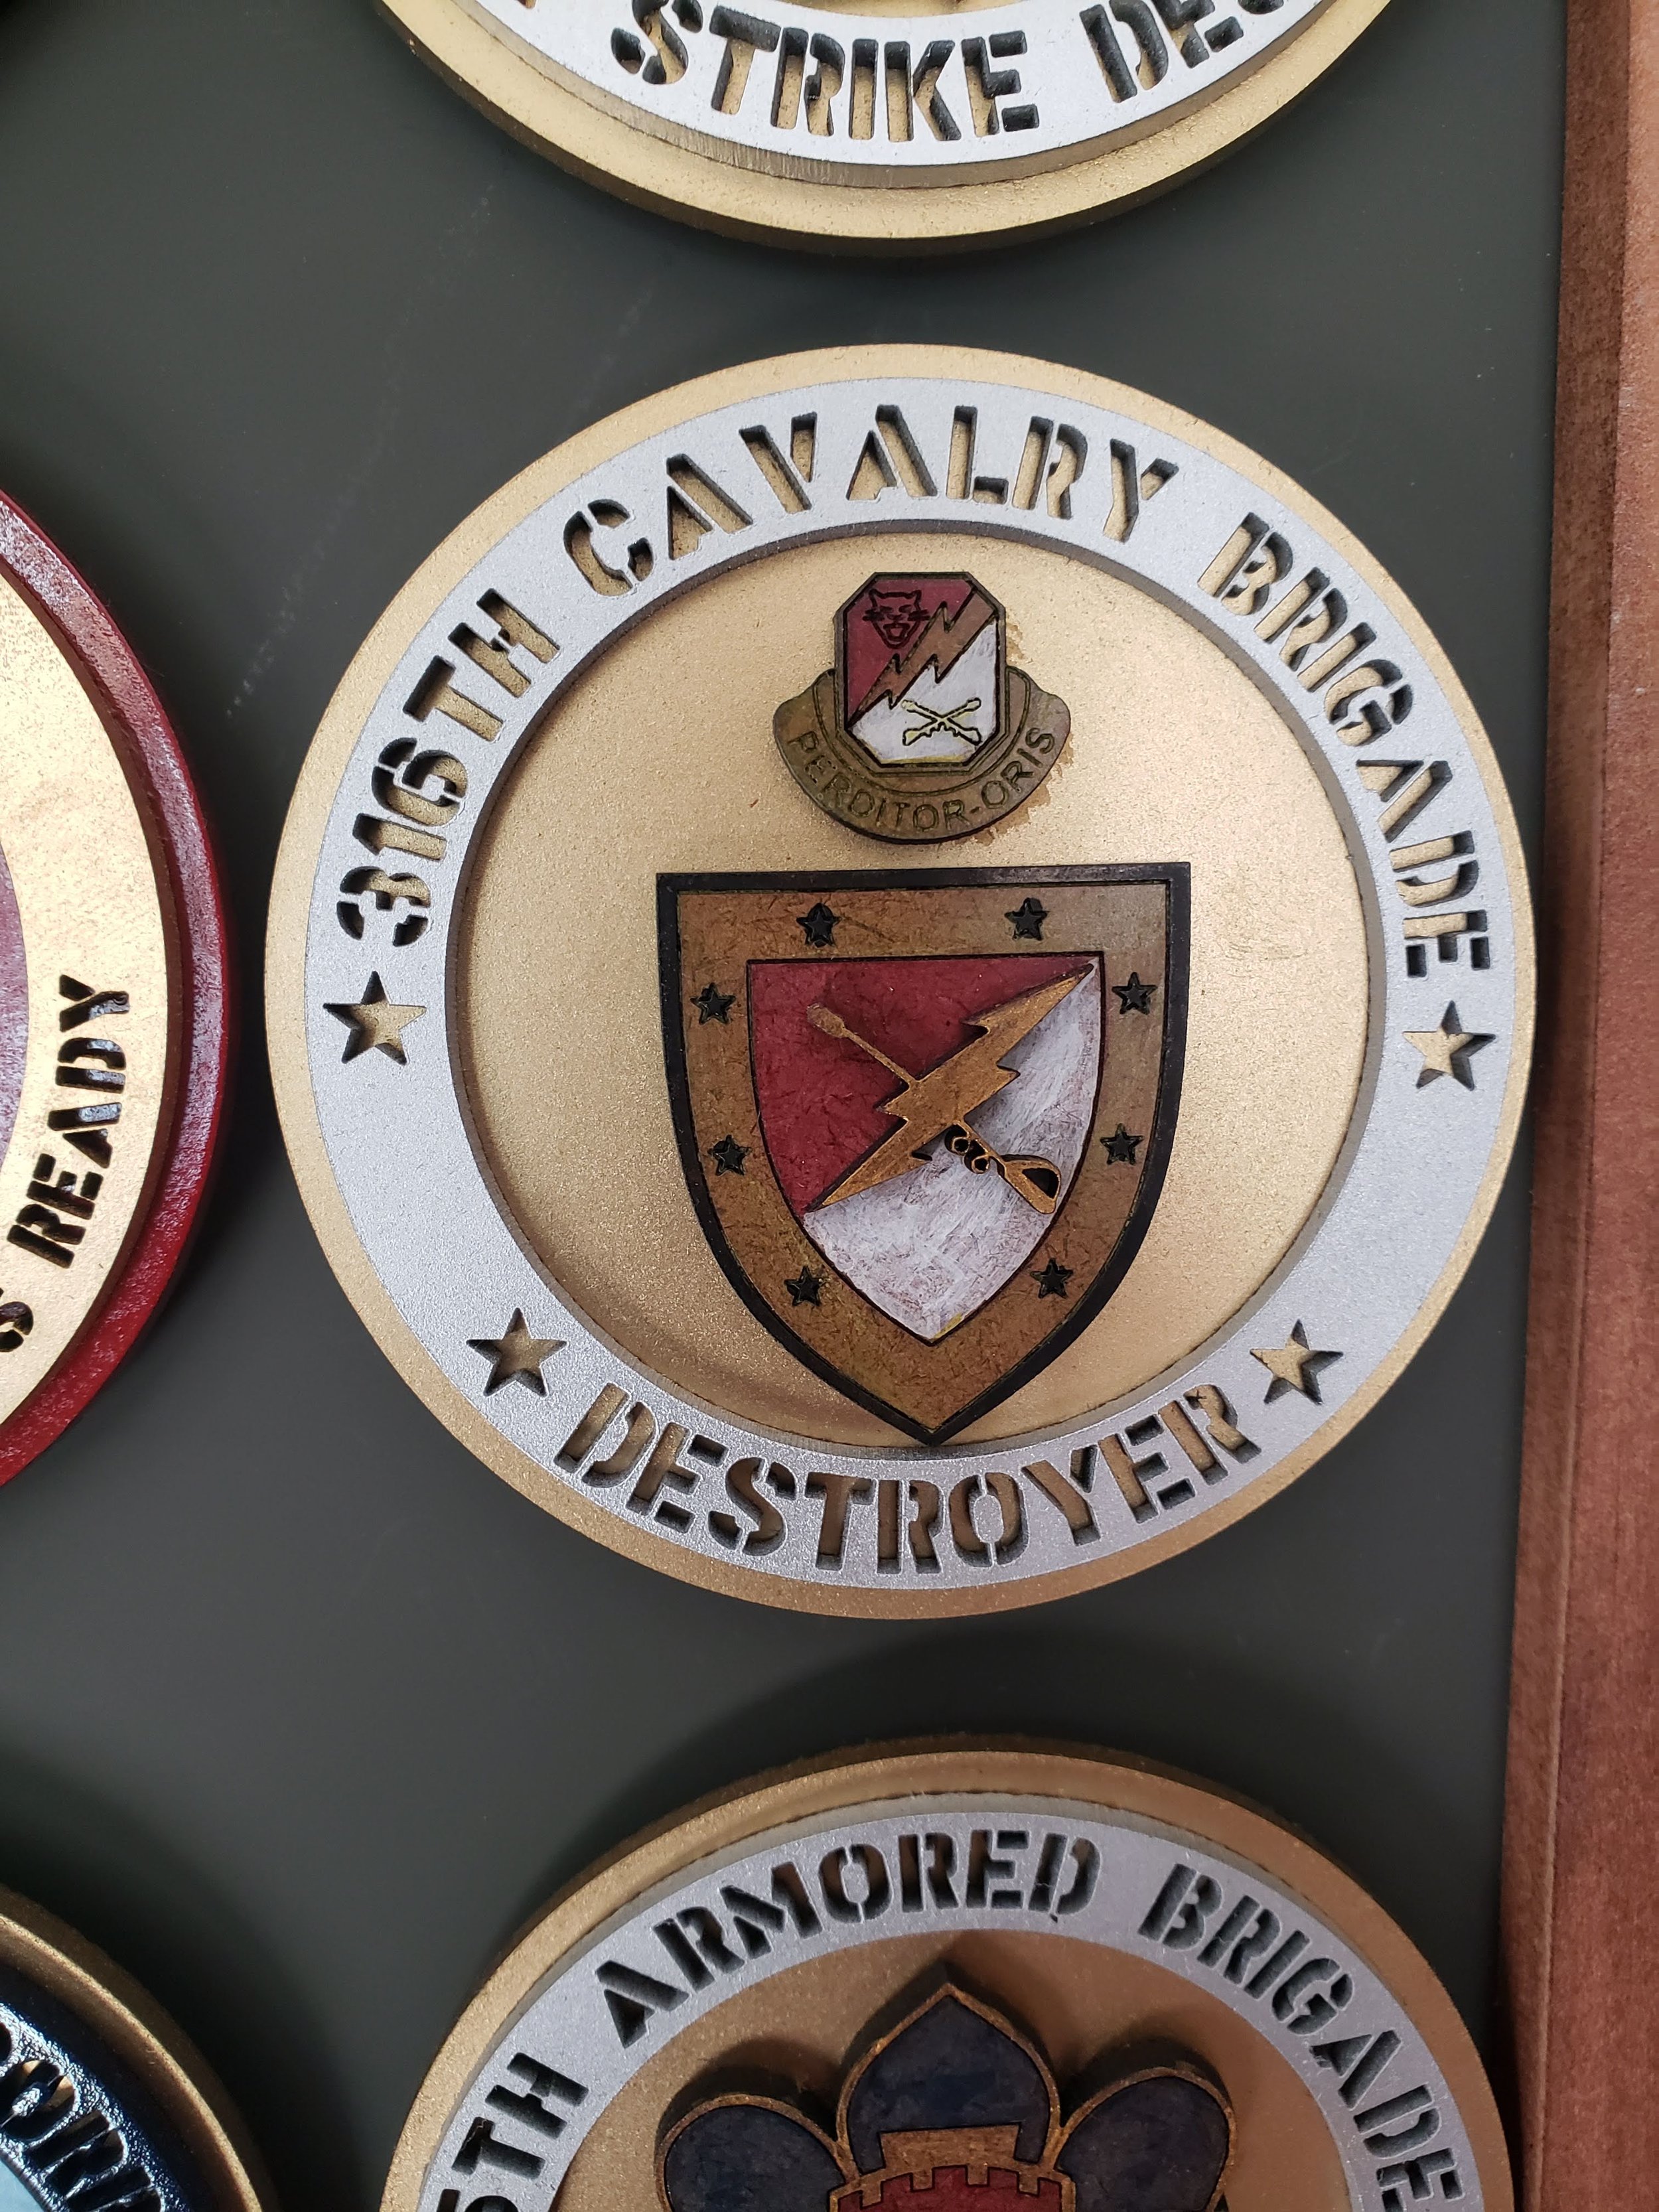 STRIKE
316TH CAVALRY BRIGADE
PERDITOR-ORIS
DESTROYER
READY
ARMORED BRIGADE